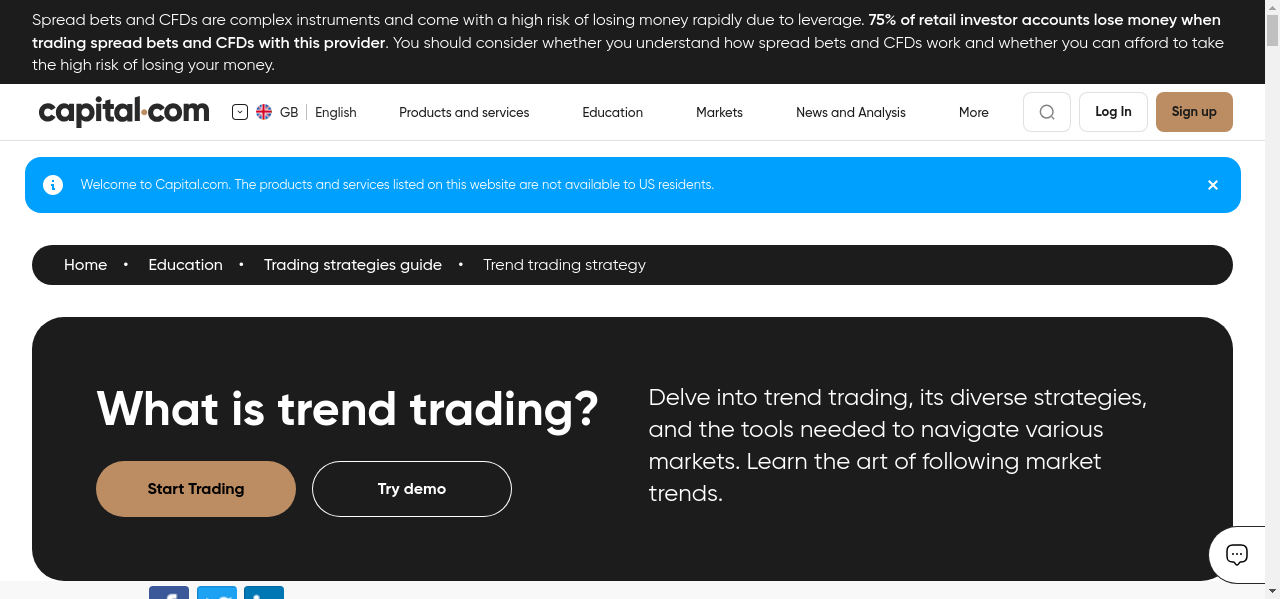 Spread bets and CFDs are complex instruments and come with a high risk of losing money rapidly due to leverage. 75% of retail investor accounts lose money when
trading spread bets and CFDs with this provider. You should consider whether you understand how spread bets and CFDs work and whether you can afford to take
the high risk of losing your money.
capital.com GB English Products and services Education Markets News and Analysis More Log In Sign up
Welcome to Capital.com. The products and services listed on this website are not available to US residents.
Home • Education • Trading strategies guide • Trend trading strategy
What is trend trading?
Start Trading Try demo
Delve into trend trading, its diverse strategies,
and the tools needed to navigate various
markets. Learn the art of following market
trends.